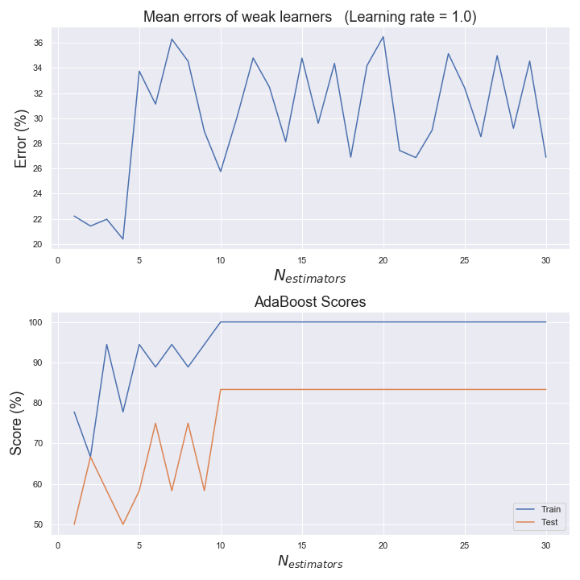 Mean errors of weak learners (Learning rate = 1.0)
Error (%)
36
34
32
30
28
26
24
22
20
0 5 10 15 20 25 30
N_estimators
AdaBoost Scores
Score (%)
100
90
80
70
60
50
Train
Test
0 5 10 15 20 25 30
N_estimators